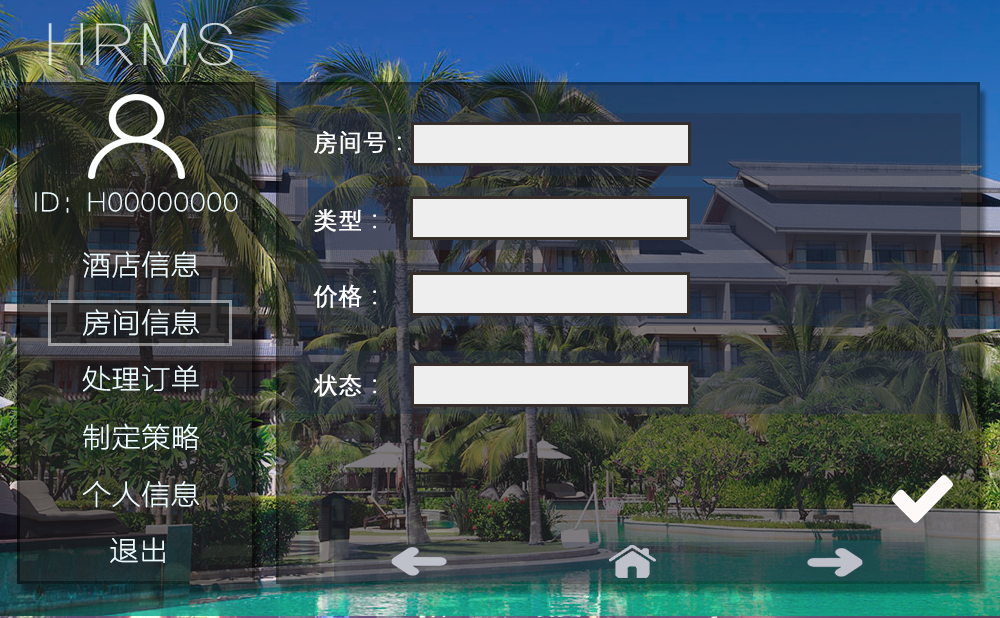 HRMS
ID：H00000000
酒店信息
房间信息
处理订单
制定策略
个人信息
退出
房间号：
类型：
价格：
状态：